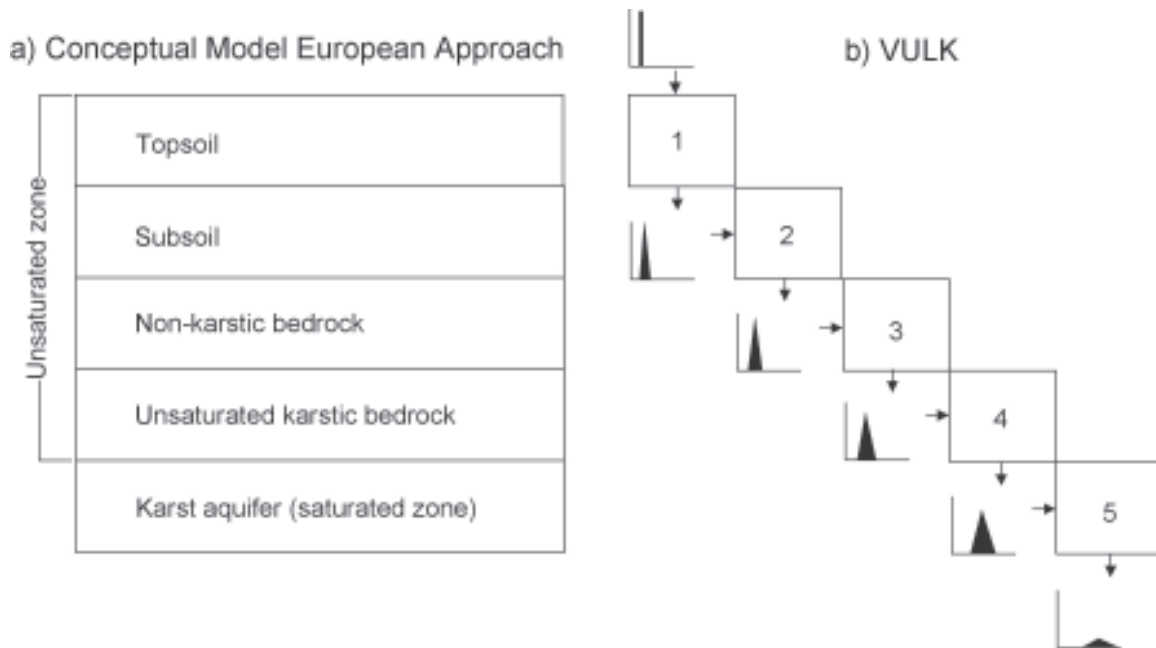 a) Conceptual Model European Approach
Unsaturated zone
Topsoil
Subsoil
Non-karstic bedrock
Unsaturated karstic bedrock
Karst aquifer (saturated zone)
b) VULK
1
2
3
4
5